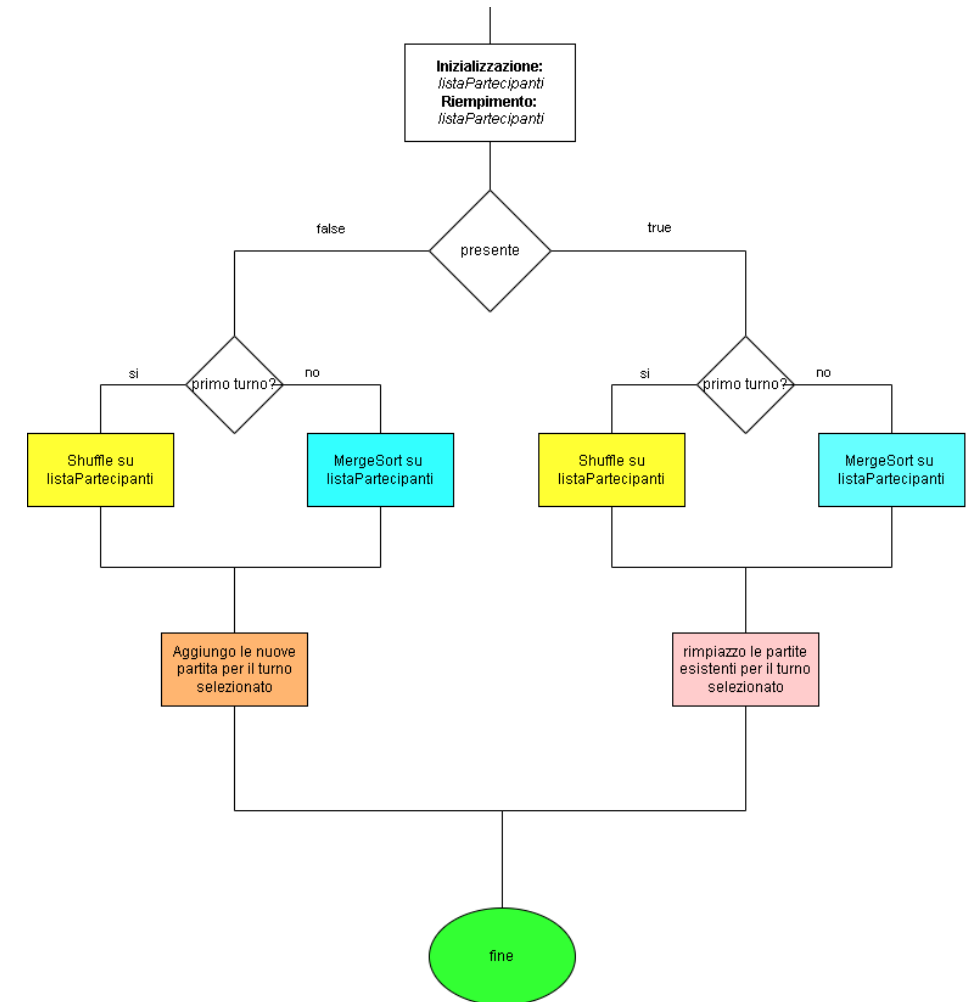 Inizializzazione:
listaPartecipanti
Riempimento:
listaPartecipanti
false
presente
true
si
primo turno?
no
si
primo turno?
no
Shuffle su
listaPartecipanti
MergeSort su
listaPartecipanti
Shuffle su
listaPartecipanti
MergeSort su
listaPartecipanti
Aggiungo le nuove
partita per il turno
selezionato
rimpiazzo le partite
esistenti per il turno
selezionato
fine